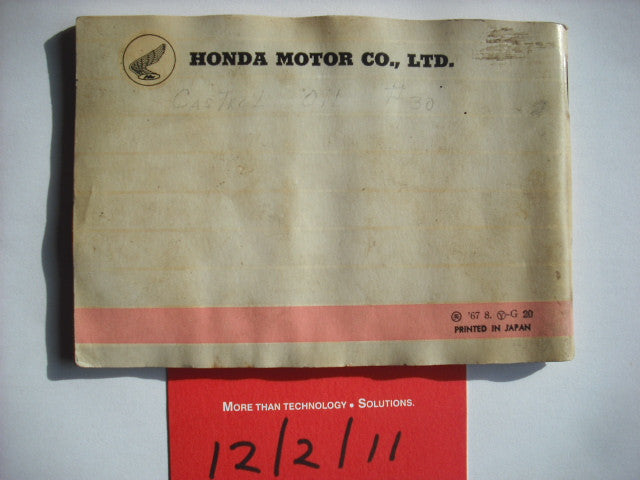 HONDA MOTOR CO., LTD.
Castrol Oil #30
'67 8. Ⓨ-G 20
PRINTED IN JAPAN
MORE THAN TECHNOLOGY • SOLUTIONS.
12/2/11